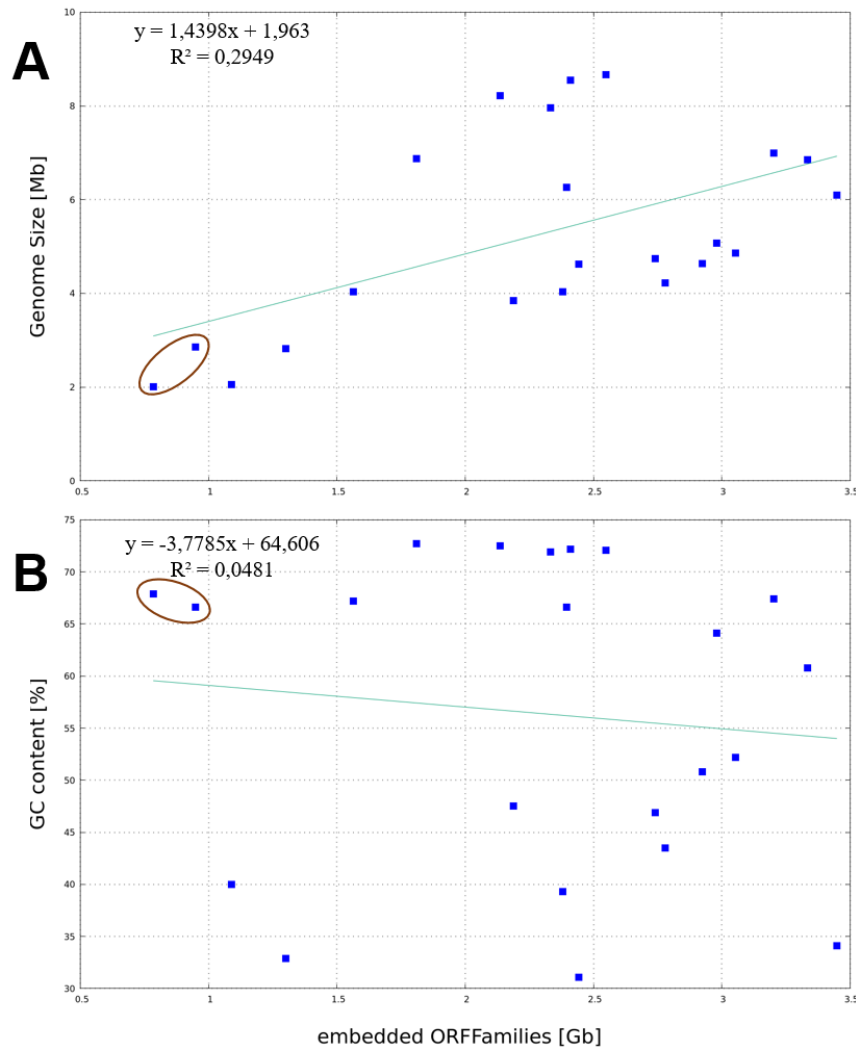 A
y = 1,4398x + 1,963
R² = 0,2949
Genome Size [Mb]
10
8
6
4
2
0
0.5 1 1.5 2 2.5 3 3.5
B
y = -3,7785x + 64,606
R² = 0,0481
GC content [%]
75
70
65
60
55
50
45
40
35
30
0.5 1 1.5 2 2.5 3 3.5
embedded ORFFamilies [Gb]